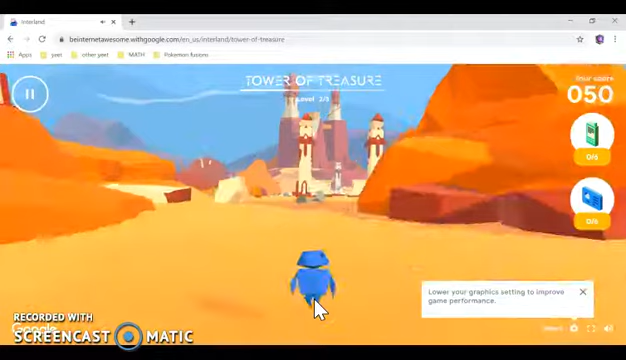 Interland
beinternetawesome.withgoogle.com/en_us/interland/tower-of-treasure
Apps yeet other yeet MATH Pokemon fusions
TOWER OF TREASURE
Level 2/3
Your score
050
0/6
0/6
Lower your graphics setting to improve
game performance.
RECORDED WITH
SCREENCAST MATIC
Google